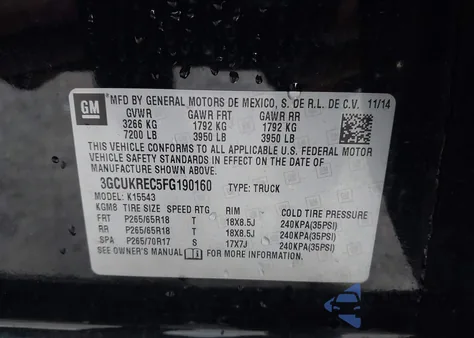 GM MFD BY GENERAL MOTORS DE MEXICO, S. DE R.L. DE C.V. 11/14
GVWR GAWR FRT GAWR RR
3266 KG 1792 KG 1792 KG
7200 LB 3950 LB 3950 LB
THIS VEHICLE CONFORMS TO ALL APPLICABLE U.S. FEDERAL MOTOR
VEHICLE SAFETY STANDARDS IN EFFECT ON THE DATE OF
MANUFACTURE SHOWN ABOVE.
3GCUKREC5FG190160 TYPE: TRUCK
MODEL: K15543
KGM8 TIRE SIZE SPEED RTG RIM COLD TIRE PRESSURE
FRT P265/65R18 T 18X8.5J 240KPA(35PSI)
RR P265/65R18 T 18X8.5J 240KPA(35PSI)
SPA P265/70R17 S 17X7J 240KPA(35PSI)
SEE OWNER'S MANUAL FOR MORE INFORMATION.